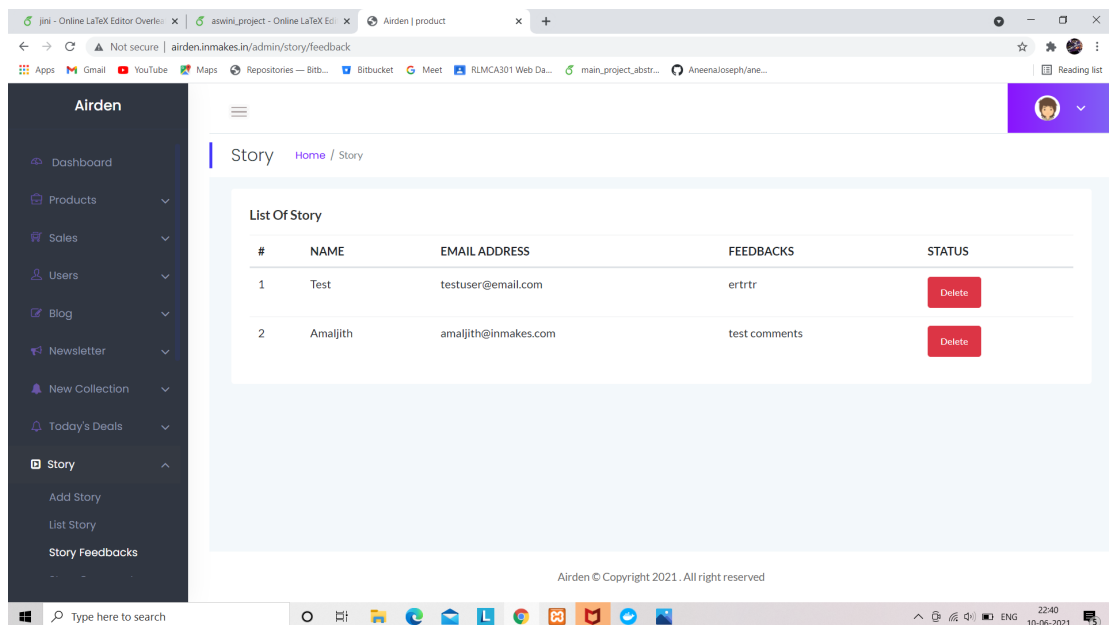 jini - Online LaTeX Editor Overlea
aswini_project - Online LaTeX Edi
Airden | product
Not secure | airden.inmakes.in/admin/story/feedback
Apps Gmail YouTube Maps Repositories — Bitb... Bitbucket Meet RLMCA301 Web Da... main_project_abstr... AneenaJoseph/ane... Reading list
Airden
Story Home / Story
Dashboard
Products
Sales
Users
Blog
Newsletter
New Collection
Today's Deals
Story
Add Story
List Story
Story Feedbacks
List Of Story
# NAME EMAIL ADDRESS FEEDBACKS STATUS
1 Test testuser@email.com ertrtr Delete
2 Amaljith amaljith@inmakes.com test comments Delete
Airden © Copyright 2021 . All right reserved
Type here to search
ENG
22:40
10-06-2021